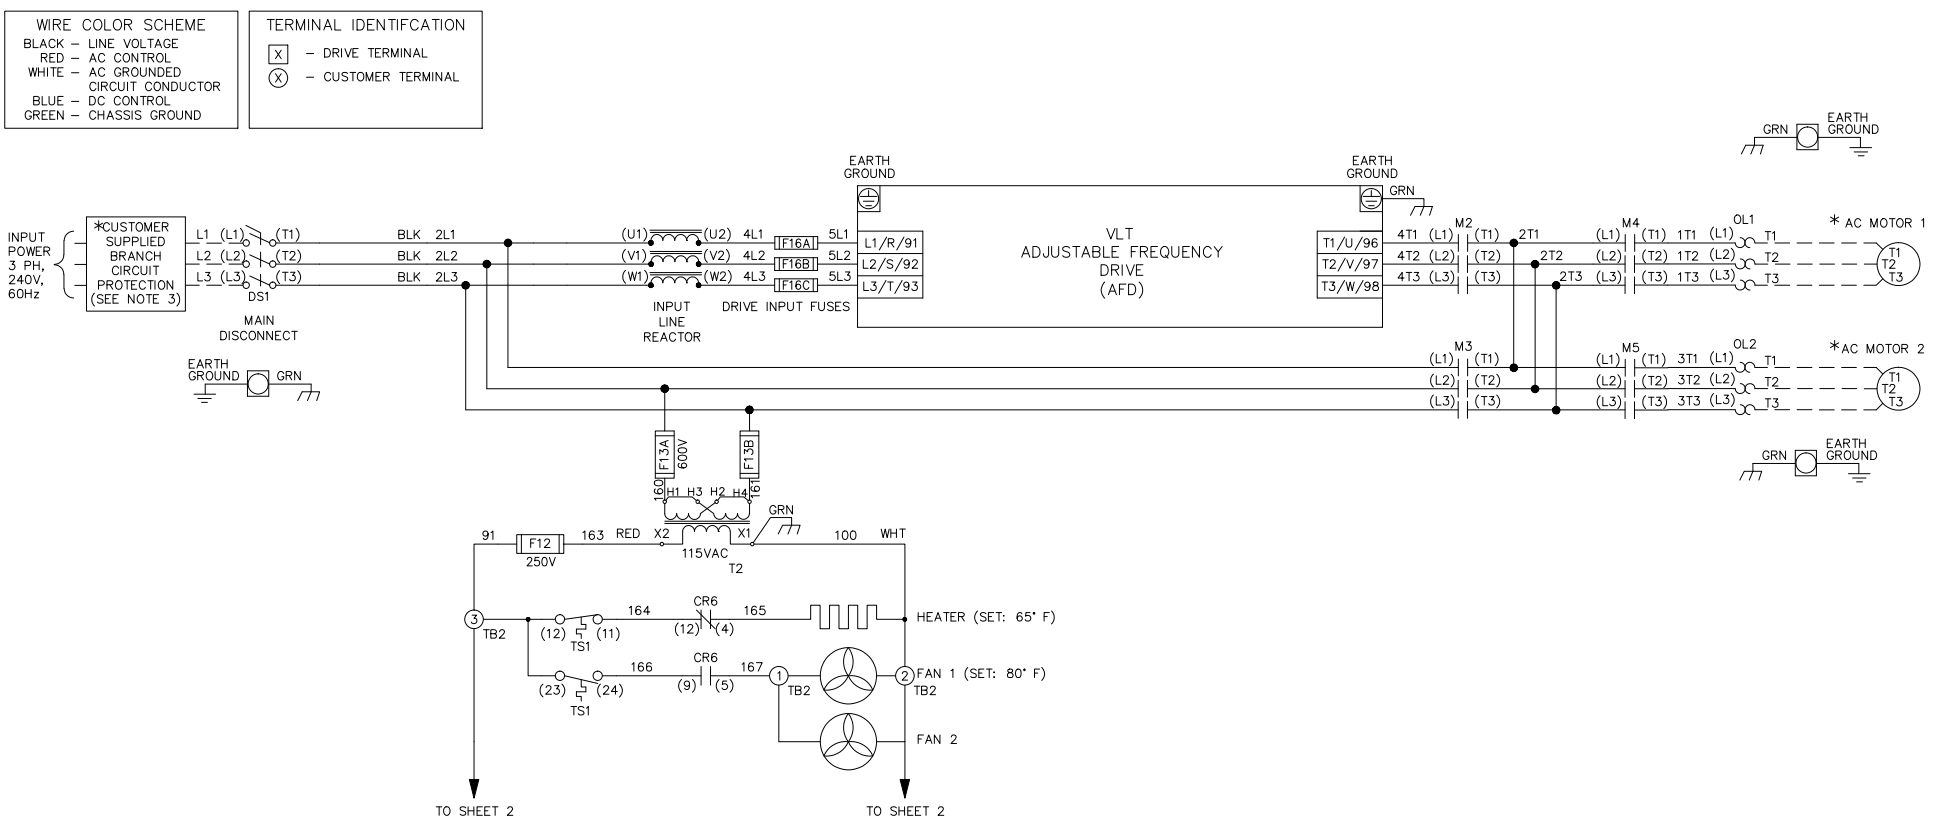 WIRE COLOR SCHEME
BLACK – LINE VOLTAGE
RED – AC CONTROL
WHITE – AC GROUNDED
CIRCUIT CONDUCTOR
BLUE – DC CONTROL
GREEN – CHASSIS GROUND
TERMINAL IDENTIFCATION
X – DRIVE TERMINAL
X – CUSTOMER TERMINAL
INPUT
POWER
3 PH,
240V,
60Hz
*CUSTOMER
SUPPLIED
BRANCH
CIRCUIT
PROTECTION
(SEE NOTE 3)
L1 (L1) (T1) BLK 2L1 (U1) (U2) 4L1 F16A 5L1 L1/R/91
L2 (L2) (T2) BLK 2L2 (V1) (V2) 4L2 F16B 5L2 L2/S/92
L3 (L3) (T3) BLK 2L3 (W1) (W2) 4L3 F16C 5L3 L3/T/93
DS1
MAIN
DISCONNECT
EARTH
GROUND GRN
INPUT
LINE
REACTOR
DRIVE INPUT FUSES
EARTH
GROUND
VLT
ADJUSTABLE FREQUENCY
DRIVE
(AFD)
EARTH
GROUND
GRN
M2 M4 OL1 * AC MOTOR 1
T1/U/96 4T1 (L1) (T1) 2T1 (L1) (T1) 1T1 (L1) T1
T2/V/97 4T2 (L2) (T2) 2T2 (L2) (T2) 1T2 (L2) T2
T3/W/98 4T3 (L3) (T3) 2T3 (L3) (T3) 1T3 (L3) T3
T1
T2
T3
GRN EARTH
GROUND
M3 M5 OL2 *AC MOTOR 2
(L1) (T1) (L1) (T1) 3T1 (L1) T1
(L2) (T2) (L2) (T2) 3T2 (L2) T2
(L3) (T3) (L3) (T3) 3T3 (L3) T3
T1
T2
T3
GRN EARTH
GROUND
F13A 600V F13B
160 H1 H3 H2 H4 161
GRN
91 F12 163 RED X2 X1 100 WHT
250V
115VAC
T2
3 TB2
(12) (11) 164 CR6 165 HEATER (SET: 65° F)
TS1 (12) (4)
(23) (24) 166 CR6 167 1 2 FAN 1 (SET: 80° F)
TS1 (9) (5) TB2 TB2
FAN 2
TO SHEET 2
TO SHEET 2